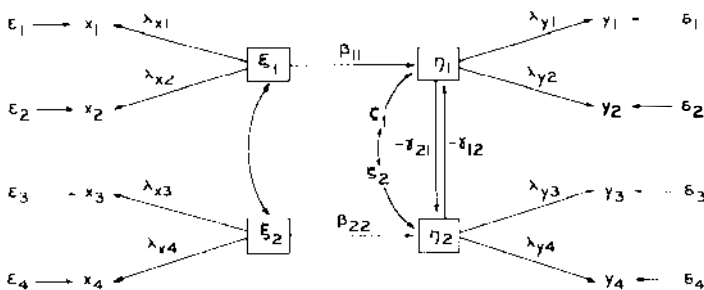 ε₁ x₁ λx1 λy1 y₁ δ₁
ξ₁ β₁₁ η₁
λx2 λy2
ε₂ x₂ ζ₁ y₂ δ₂
-γ₂₁ -γ₁₂
ζ₂
ε₃ x₃ λx3 λy3 y₃ δ₃
ξ₂ β₂₂ η₂
λx4 λy4
ε₄ x₄ y₄ δ₄